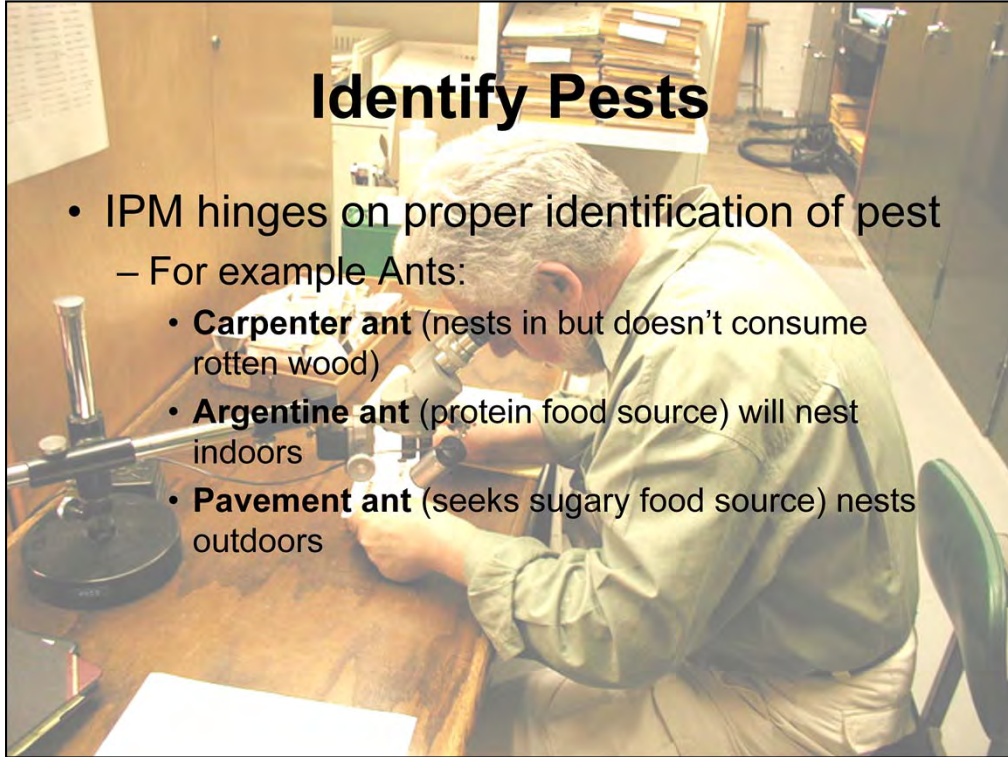 Identify Pests
• IPM hinges on proper identification of pest
– For example Ants:
• Carpenter ant (nests in but doesn’t consume
rotten wood)
• Argentine ant (protein food source) will nest
indoors
• Pavement ant (seeks sugary food source) nests
outdoors